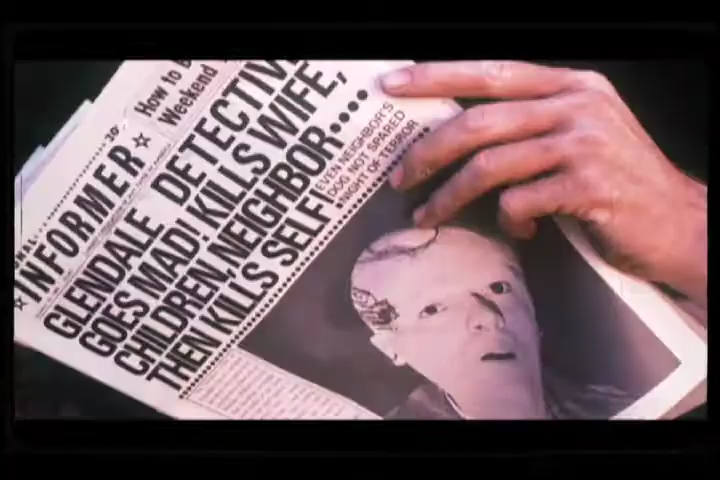 How to B
Weekend
20¢
★ INFORMER ★
GLENDALE DETECTIVE
GOES MAD! KILLS WIFE,
CHILDREN, NEIGHBOR••••
THEN KILLS SELF!
EVEN NEIGHBOR'S
DOG NOT SPARED
NIGHT OF TERROR